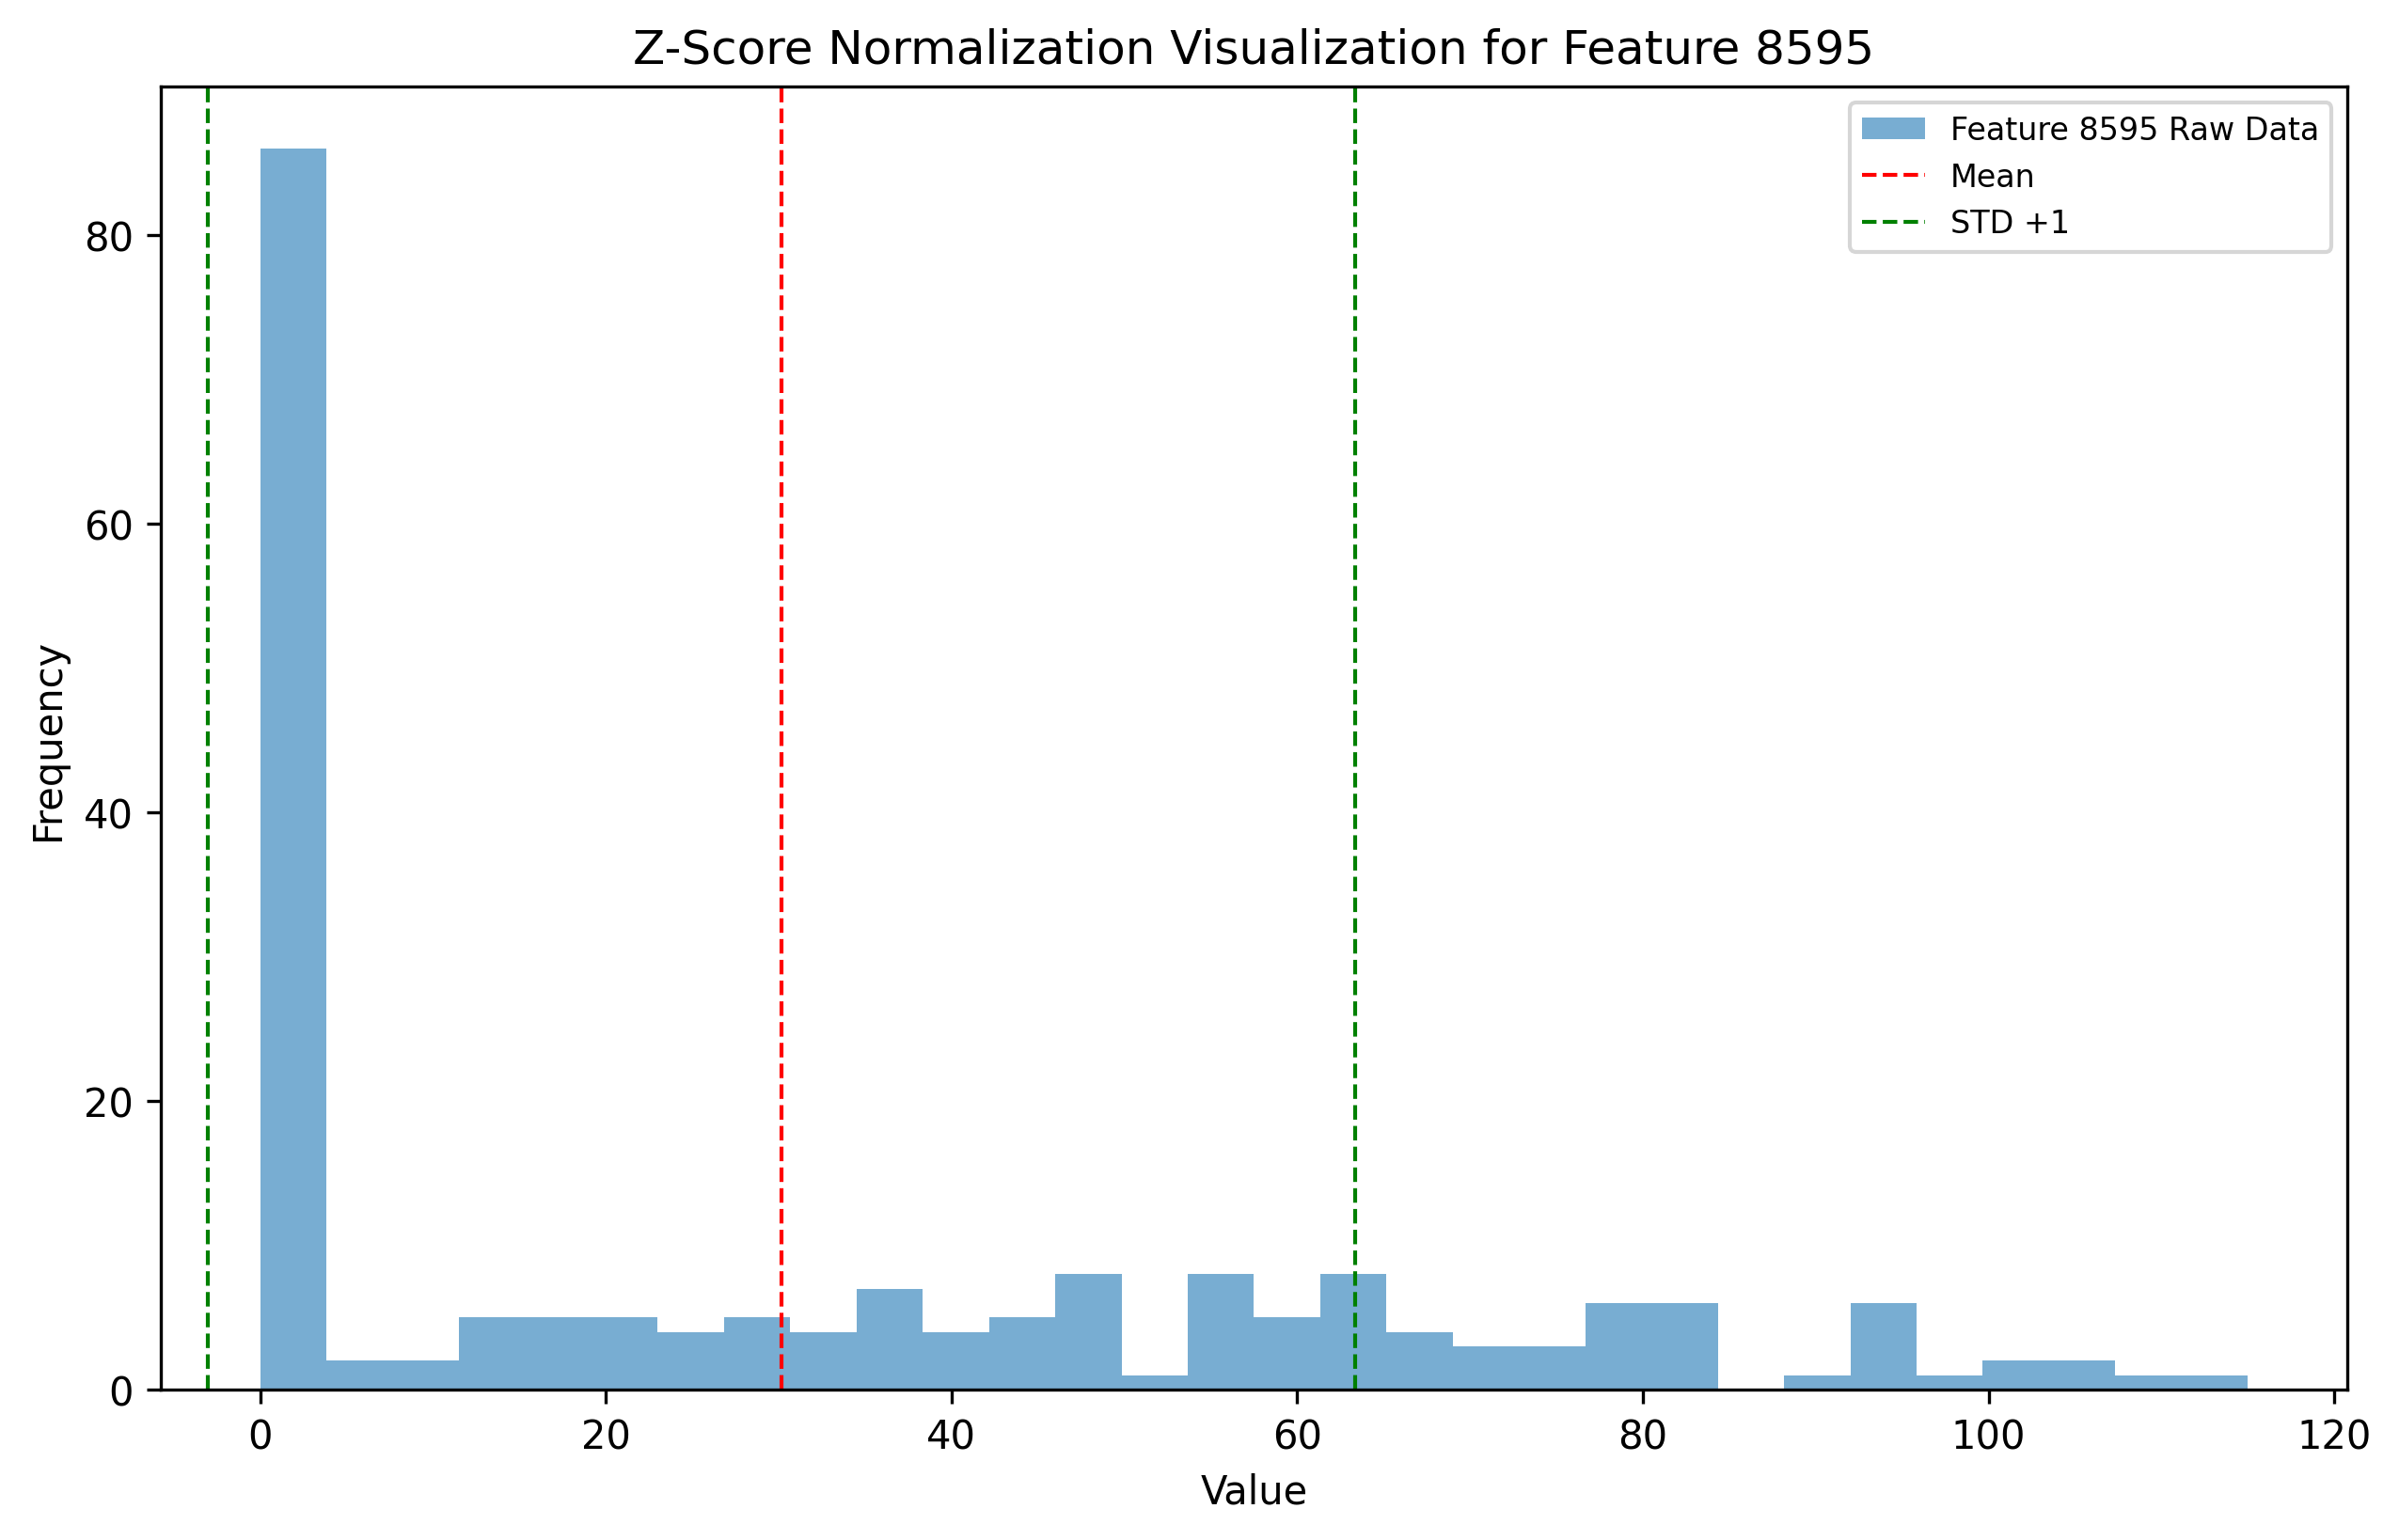 Z-Score Normalization Visualization for Feature 8595
Feature 8595 Raw Data
Mean
STD +1
Frequency
80
60
40
20
0
0 20 40 60 80 100 120
Value